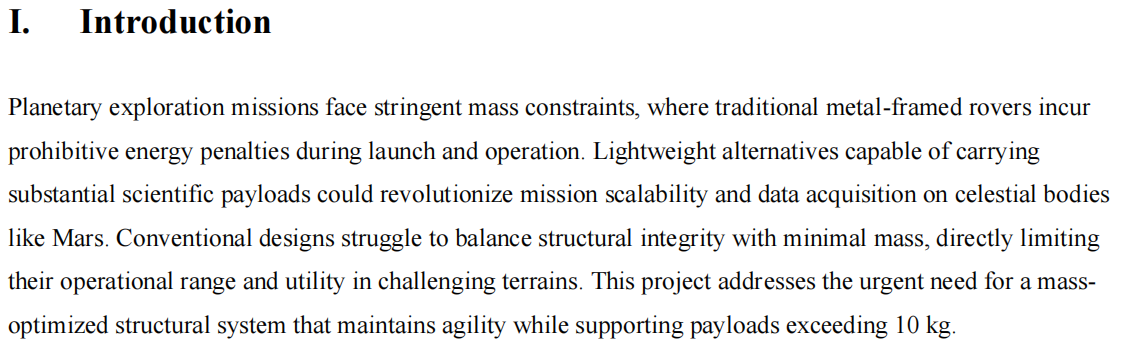 I. Introduction
Planetary exploration missions face stringent mass constraints, where traditional metal-framed rovers incur
prohibitive energy penalties during launch and operation. Lightweight alternatives capable of carrying
substantial scientific payloads could revolutionize mission scalability and data acquisition on celestial bodies
like Mars. Conventional designs struggle to balance structural integrity with minimal mass, directly limiting
their operational range and utility in challenging terrains. This project addresses the urgent need for a mass-
optimized structural system that maintains agility while supporting payloads exceeding 10 kg.